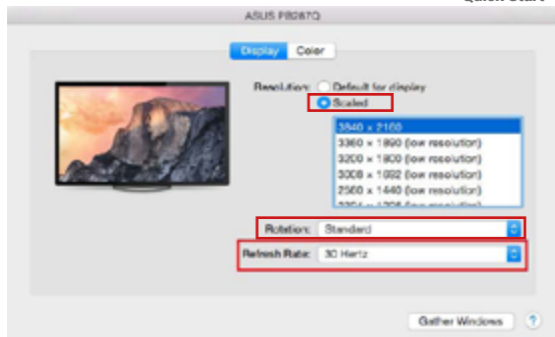 Quick Start
ASUS PB287Q
Display Color
Resolution: Default for display
Scaled
3840 x 2160
3360 x 1890 (low resolution)
3200 x 1800 (low resolution)
3008 x 1692 (low resolution)
2560 x 1440 (low resolution)
Rotation: Standard
Refresh Rate: 30 Hertz
Gather Windows ?